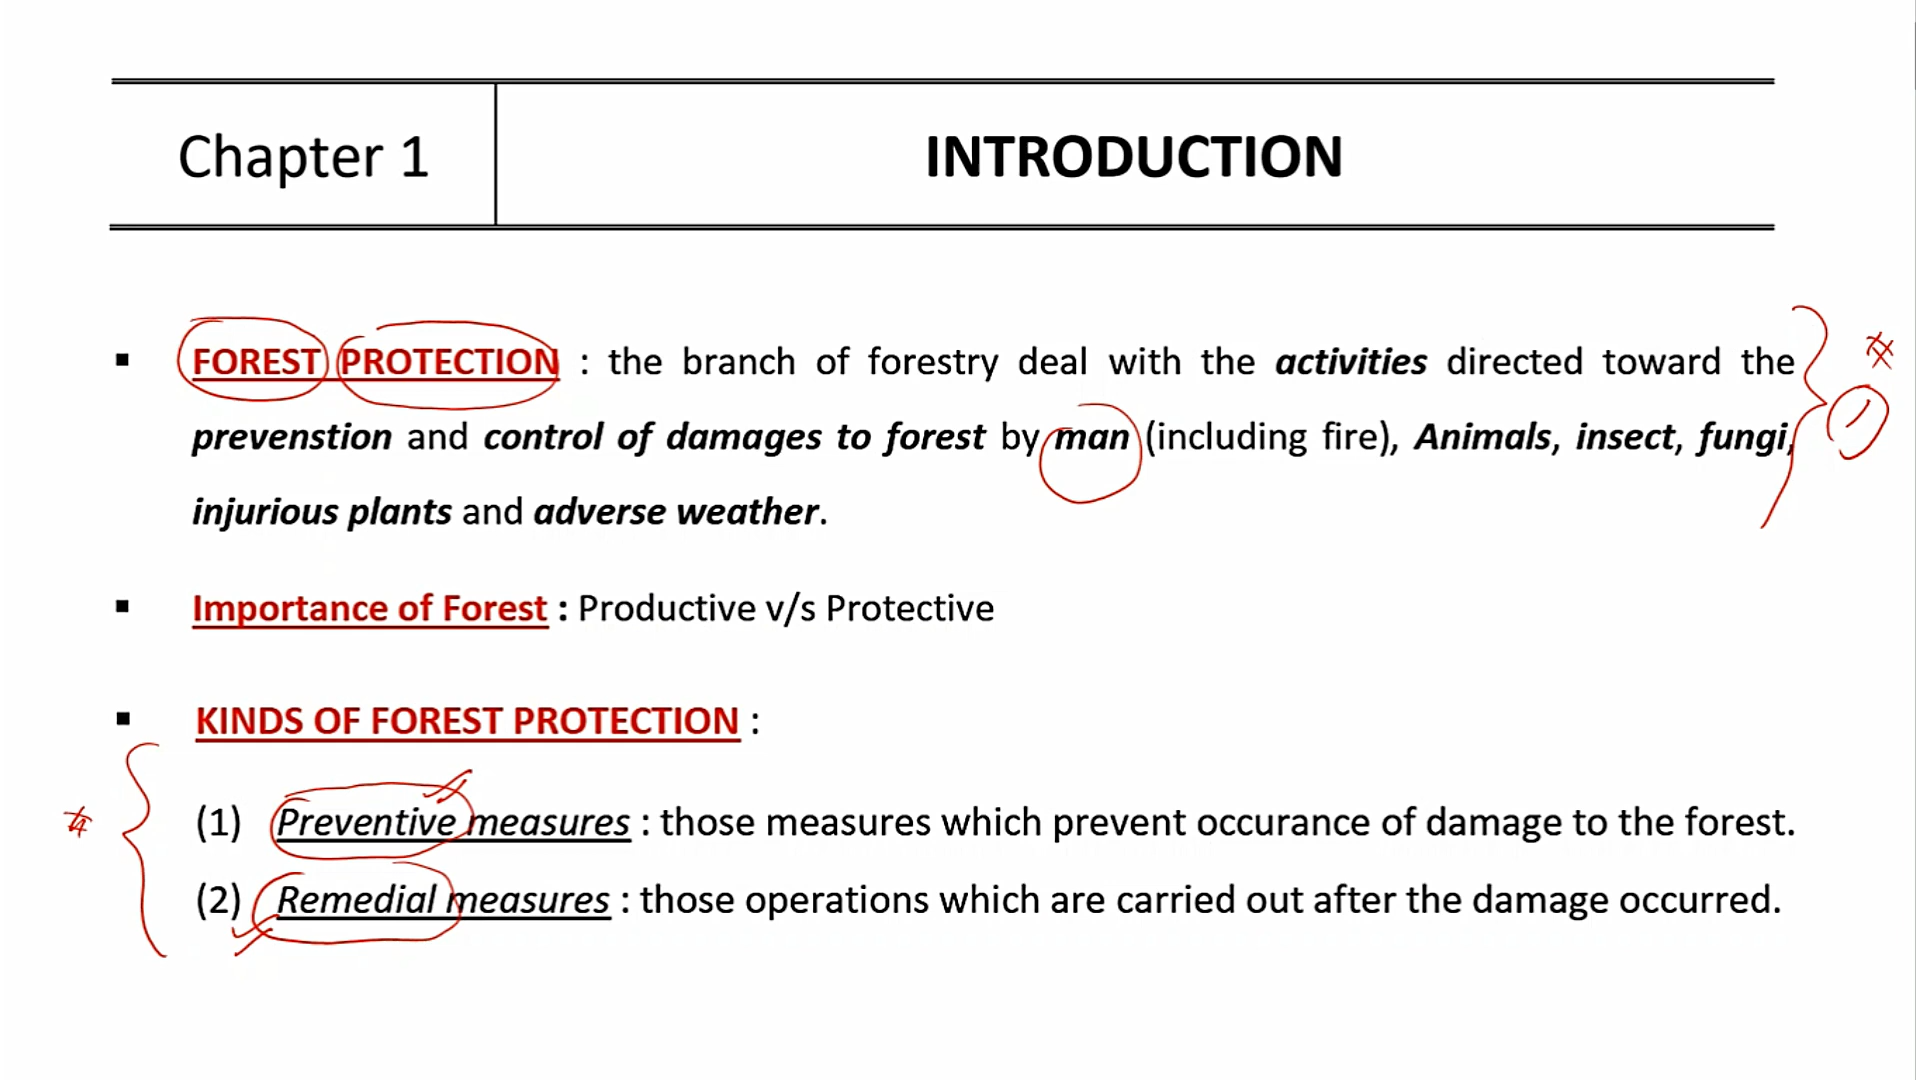 Chapter 1
INTRODUCTION
▪ FOREST PROTECTION : the branch of forestry deal with the activities directed toward the
prevenstion and control of damages to forest by man (including fire), Animals, insect, fungi,
injurious plants and adverse weather.
▪ Importance of Forest : Productive v/s Protective
▪ KINDS OF FOREST PROTECTION :
(1) Preventive measures : those measures which prevent occurance of damage to the forest.
(2) Remedial measures : those operations which are carried out after the damage occurred.